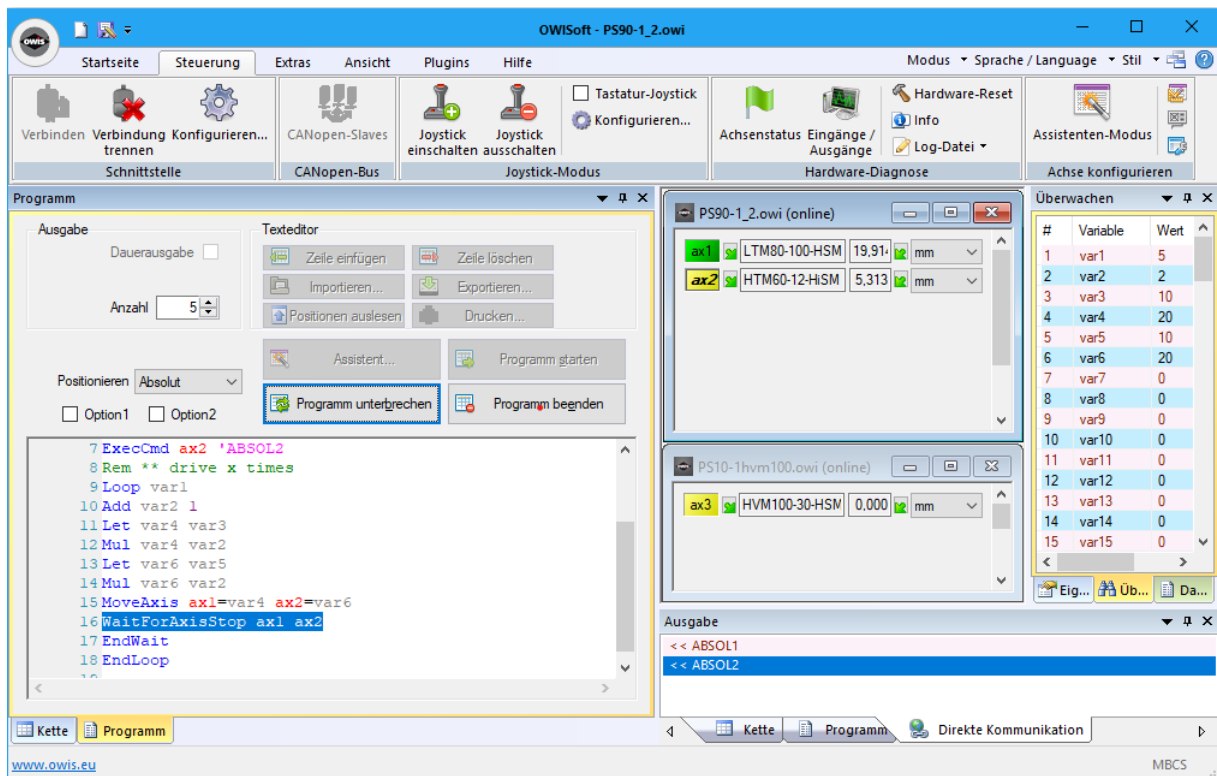 owis
OWISoft - PS90-1_2.owi
Startseite Steuerung Extras Ansicht Plugins Hilfe Modus Sprache / Language Stil
Verbinden Verbindung trennen Konfigurieren...
Schnittstelle
CANopen-Slaves
CANopen-Bus
Joystick einschalten Joystick ausschalten
Tastatur-Joystick
Konfigurieren...
Joystick-Modus
Achsenstatus Eingänge / Ausgänge
Hardware-Reset
Info
Log-Datei
Hardware-Diagnose
Assistenten-Modus
Achse konfigurieren
Programm
Ausgabe
Dauerausgabe
Anzahl 5
Texteditor
Zeile einfügen Zeile löschen
Importieren... Exportieren...
Positionen auslesen Drucken...
Assistent... Programm starten
Positionieren Absolut
Programm unterbrechen Programm beenden
Option1 Option2
7 ExecCmd ax2 'ABSOL2
8 Rem ** drive x times
9 Loop var1
10 Add var2 1
11 Let var4 var3
12 Mul var4 var2
13 Let var6 var5
14 Mul var6 var2
15 MoveAxis ax1=var4 ax2=var6
16 WaitForAxisStop ax1 ax2
17 EndWait
18 EndLoop
Kette Programm
PS90-1_2.owi (online)
ax1 LTM80-100-HSM 19,914 mm
ax2 HTM60-12-HiSM 5,313 mm
PS10-1hvm100.owi (online)
ax3 HVM100-30-HSM 0,000 mm
Überwachen
# Variable Wert
1 var1 5
2 var2 2
3 var3 10
4 var4 20
5 var5 10
6 var6 20
7 var7 0
8 var8 0
9 var9 0
10 var10 0
11 var11 0
12 var12 0
13 var13 0
14 var14 0
15 var15 0
Eig... Üb... Da...
Ausgabe
<< ABSOL1
<< ABSOL2
Kette Programm Direkte Kommunikation
www.owis.eu
MBCS